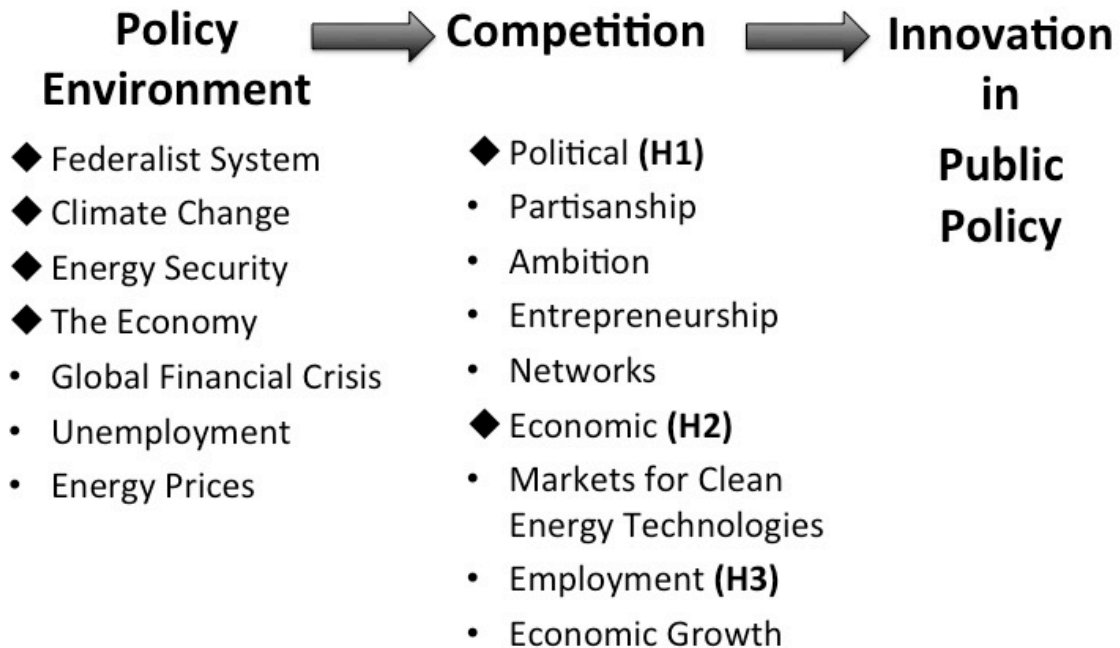 Policy
Environment
◆ Federalist System
◆ Climate Change
◆ Energy Security
◆ The Economy
• Global Financial Crisis
• Unemployment
• Energy Prices
Competition
◆ Political (H1)
• Partisanship
• Ambition
• Entrepreneurship
• Networks
◆ Economic (H2)
• Markets for Clean
Energy Technologies
• Employment (H3)
• Economic Growth
Innovation
in
Public
Policy